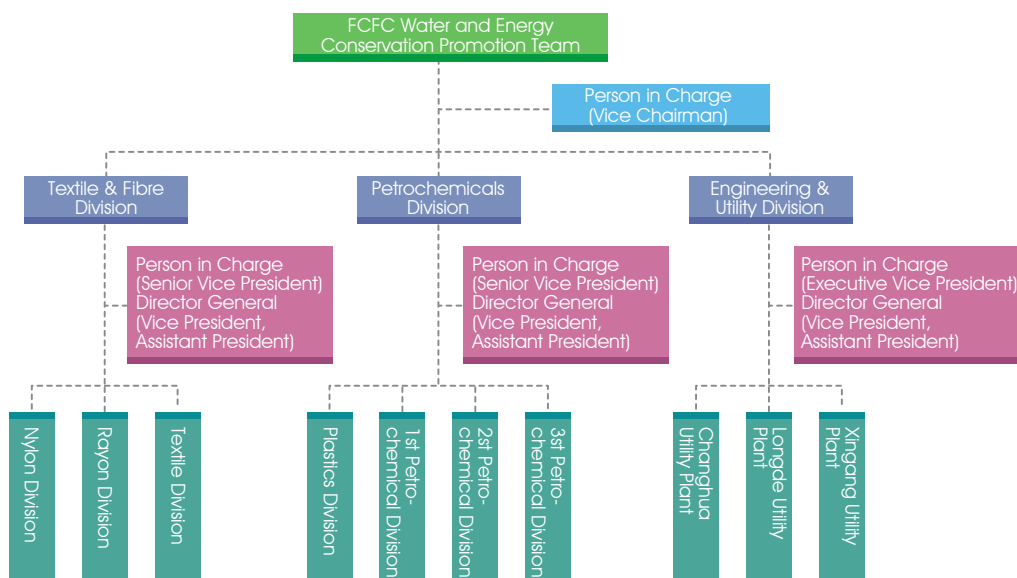 FCFC Water and Energy
Conservation Promotion Team
Person in Charge
(Vice Chairman)
Textile & Fibre
Division
Petrochemicals
Division
Engineering &
Utility Division
Person in Charge
(Senior Vice President)
Director General
(Vice President,
Assistant President)
Person in Charge
(Senior Vice President)
Director General
(Vice President,
Assistant President)
Person in Charge
(Executive Vice President)
Director General
(Vice President,
Assistant President)
Nylon Division
Rayon Division
Textile Division
Plastics Division
1st Petro-
chemical Division
2st Petro-
chemical Division
3st Petro-
chemical Division
Changhua
Utility Plant
Longde Utility
Plant
Xingang Utility
Plant